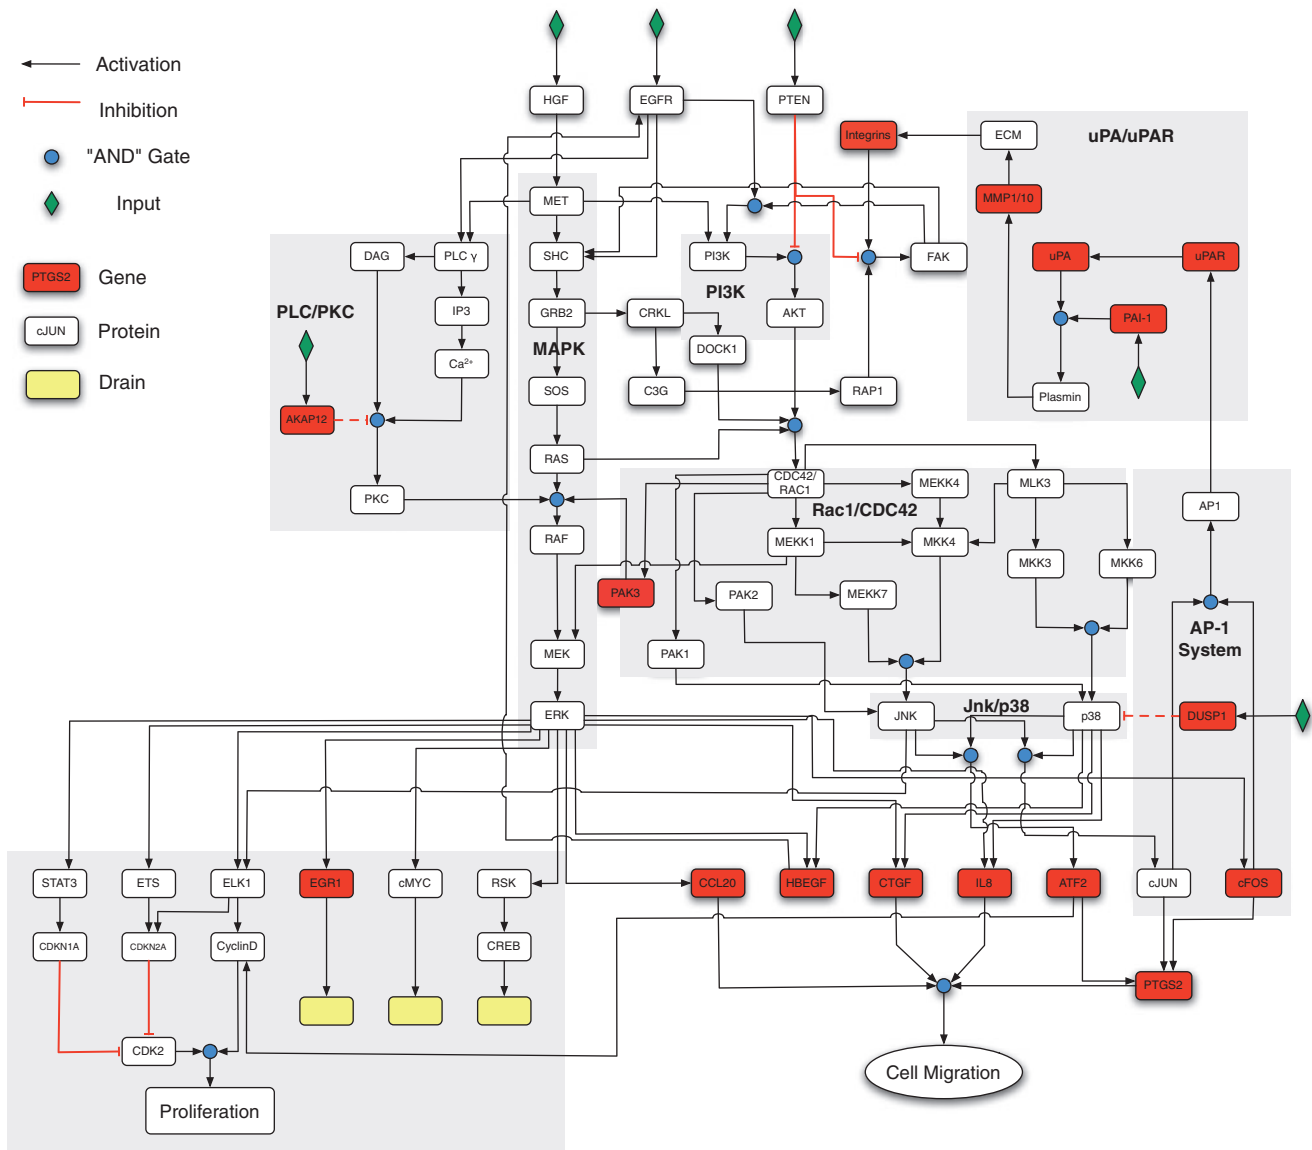 Activation
Inhibition
"AND" Gate
Input
PTGS2
Gene
cJUN
Protein
Drain
HGF
EGFR
PTEN
Integrins
ECM
uPA/uPAR
MMP1/10
MET
DAG
PLC γ
SHC
PI3K
FAK
uPA
uPAR
PI3K
PLC/PKC
IP3
GRB2
CRKL
AKT
PAI-1
MAPK
DOCK1
Ca2+
SOS
C3G
RAP1
Plasmin
AKAP12
RAS
CDC42/
RAC1
MEKK4
MLK3
PKC
Rac1/CDC42
AP1
RAF
MEKK1
MKK4
MKK3
MKK6
PAK3
PAK2
MEKK7
AP-1
System
MEK
PAK1
Jnk/p38
ERK
JNK
p38
DUSP1
STAT3
ETS
ELK1
EGR1
cMYC
RSK
CCL20
HBEGF
CTGF
IL8
ATF2
cJUN
cFOS
CDKN1A
CDKN2A
CyclinD
CREB
PTGS2
CDK2
Cell Migration
Proliferation